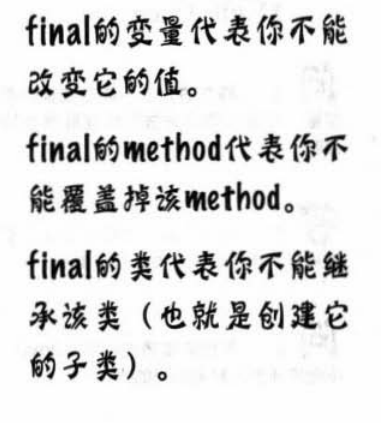 final的变量代表你不能
改变它的值。
final的method代表你不
能覆盖掉该method。
final的类代表你不能继
承该类（也就是创建它
的子类）。